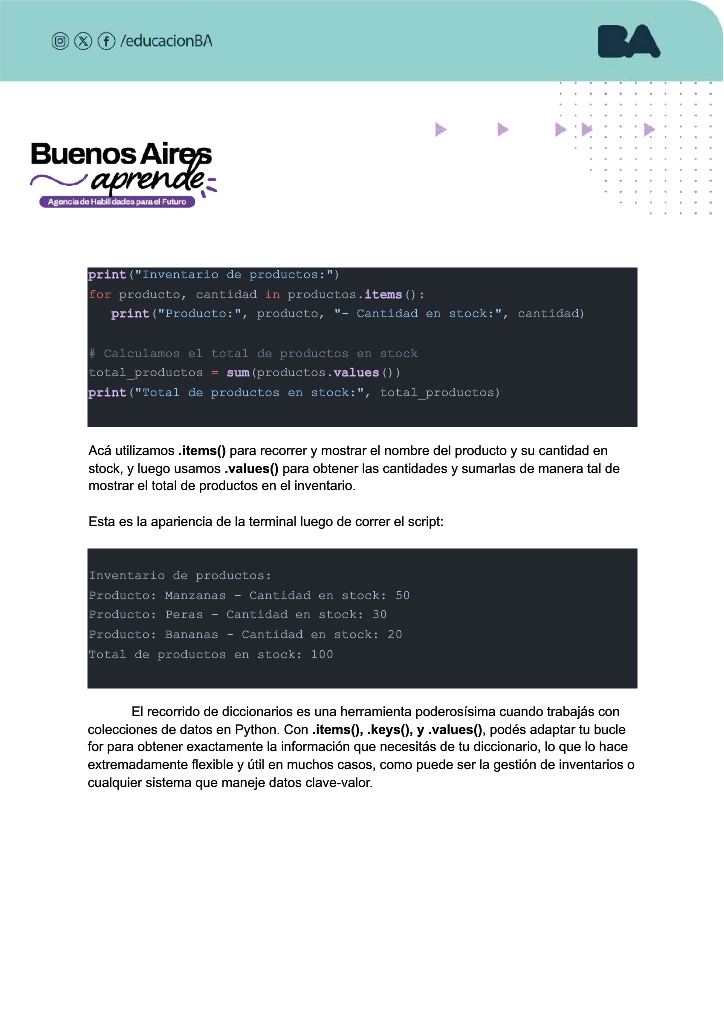 /educacionBA
BA
Buenos Aires
aprende
Agencia de Habilidades para el Futuro
print("Inventario de productos:")
for producto, cantidad in productos.items():
   print("Producto:", producto, "- Cantidad en stock:", cantidad)
# Calculamos el total de productos en stock
total_productos = sum(productos.values())
print("Total de productos en stock:", total_productos)
Acá utilizamos .items() para recorrer y mostrar el nombre del producto y su cantidad en
stock, y luego usamos .values() para obtener las cantidades y sumarlas de manera tal de
mostrar el total de productos en el inventario.
Esta es la apariencia de la terminal luego de correr el script:
Inventario de productos:
Producto: Manzanas - Cantidad en stock: 50
Producto: Peras - Cantidad en stock: 30
Producto: Bananas - Cantidad en stock: 20
Total de productos en stock: 100
El recorrido de diccionarios es una herramienta poderosísima cuando trabajás con
colecciones de datos en Python. Con .items(), .keys(), y .values(), podés adaptar tu bucle
for para obtener exactamente la información que necesitás de tu diccionario, lo que lo hace
extremadamente flexible y útil en muchos casos, como puede ser la gestión de inventarios o
cualquier sistema que maneje datos clave-valor.